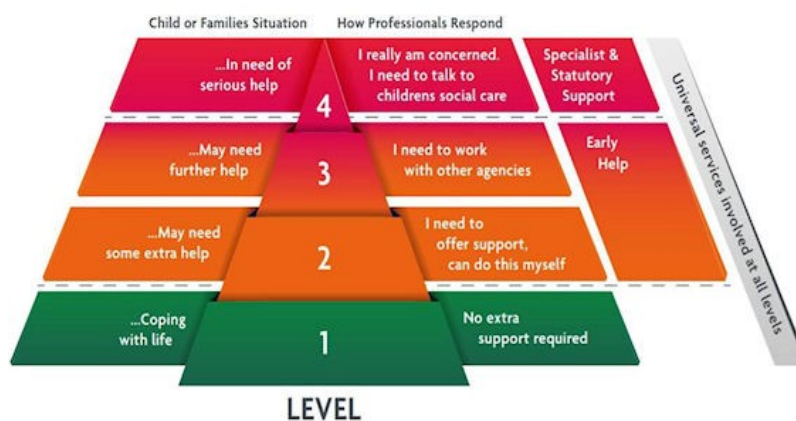 Child or Families Situation
How Professionals Respond
...In need of
serious help
4
I really am concerned.
I need to talk to
childrens social care
Specialist &
Statutory
Support
...May need
further help
3
I need to work
with other agencies
Early
Help
...May need
some extra help
2
I need to
offer support,
can do this myself
...Coping
with life
1
No extra
support required
LEVEL
Universal services involved at all levels